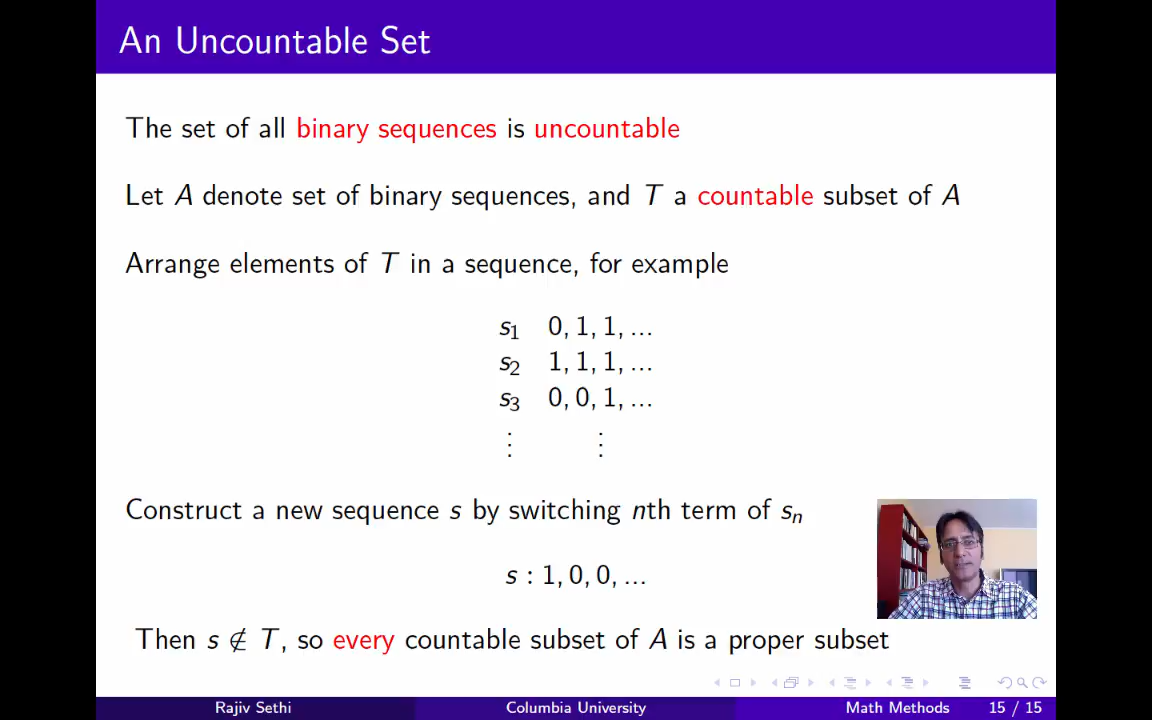 An Uncountable Set
The set of all binary sequences is uncountable
Let A denote set of binary sequences, and T a countable subset of A
Arrange elements of T in a sequence, for example
s₁ 0, 1, 1, ...
s₂ 1, 1, 1, ...
s₃ 0, 0, 1, ...
⋮ ⋮
Construct a new sequence s by switching nth term of sₙ
s : 1, 0, 0, ...
Then s ∉ T, so every countable subset of A is a proper subset
Rajiv Sethi Columbia University Math Methods 15 / 15